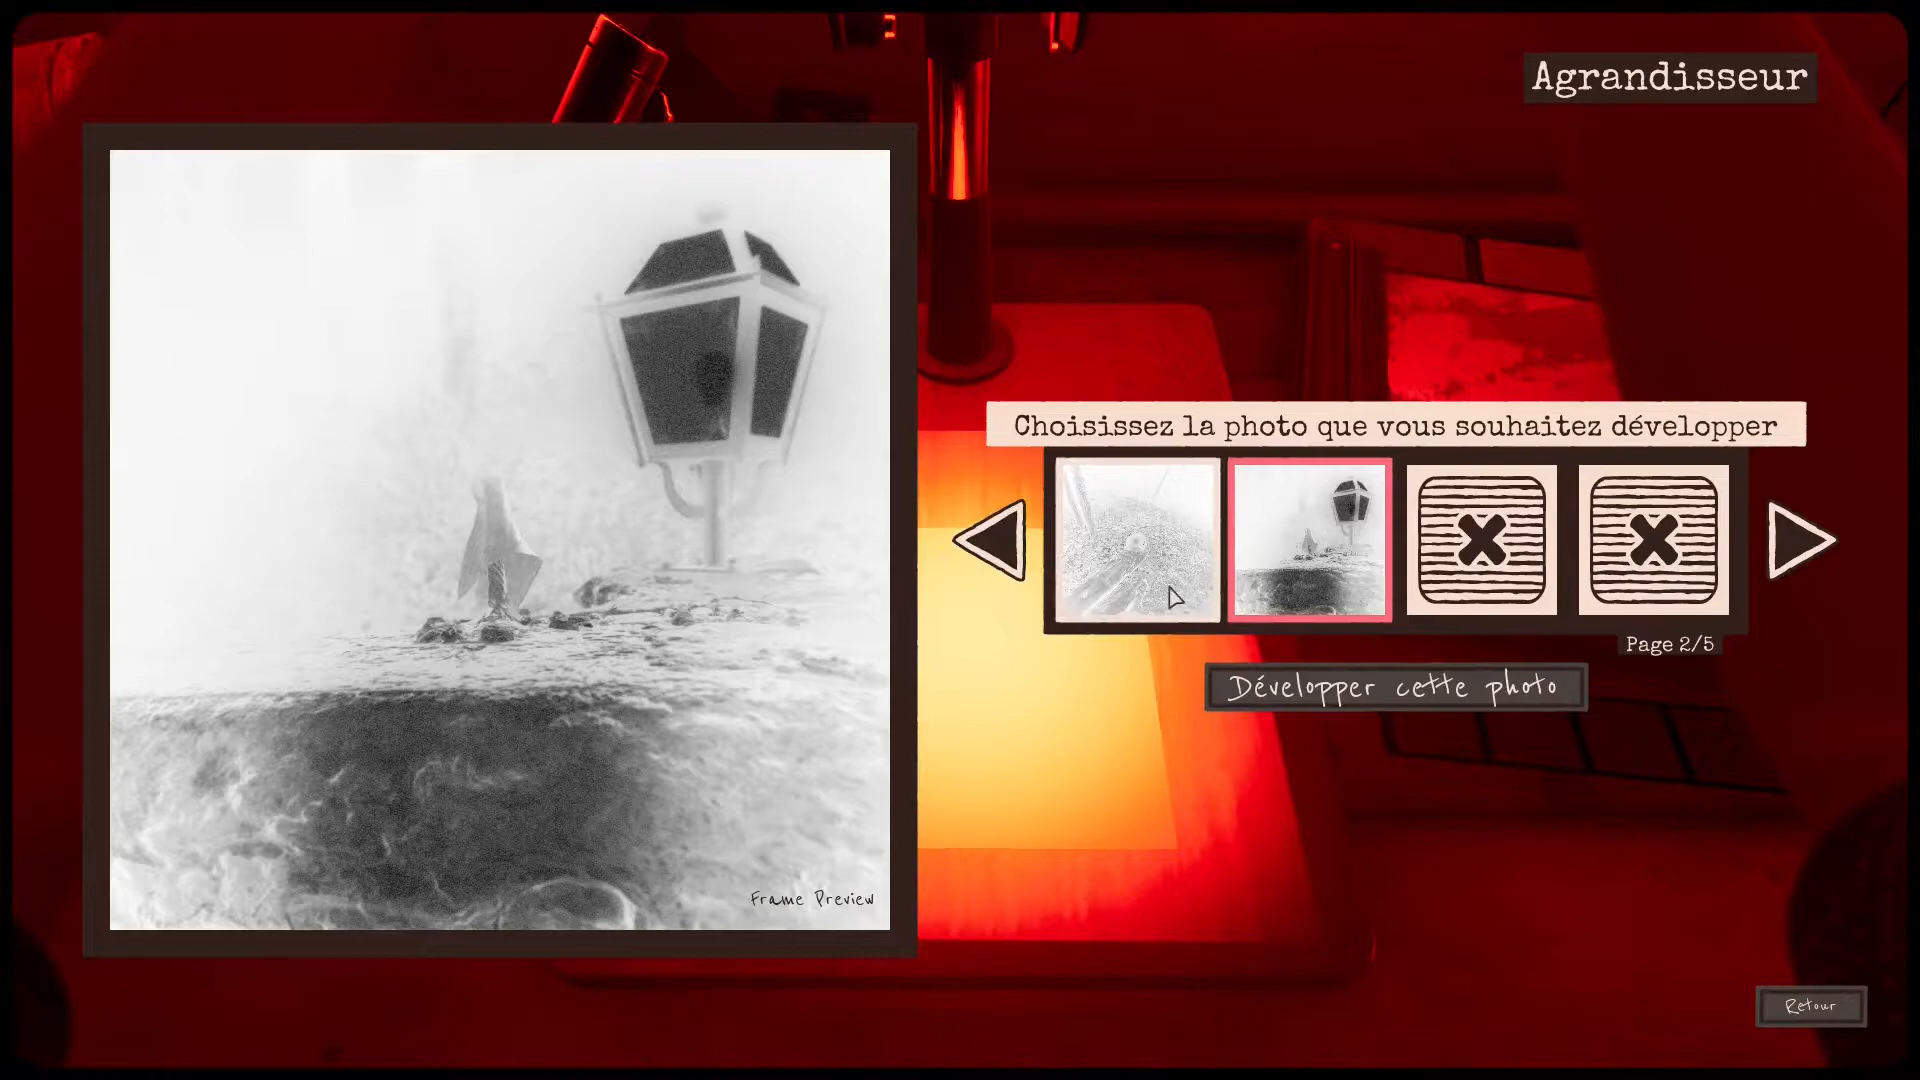 Agrandisseur
Choisissez la photo que vous souhaitez développer
Page 2/5
Développer cette photo
Frame Preview
Retour